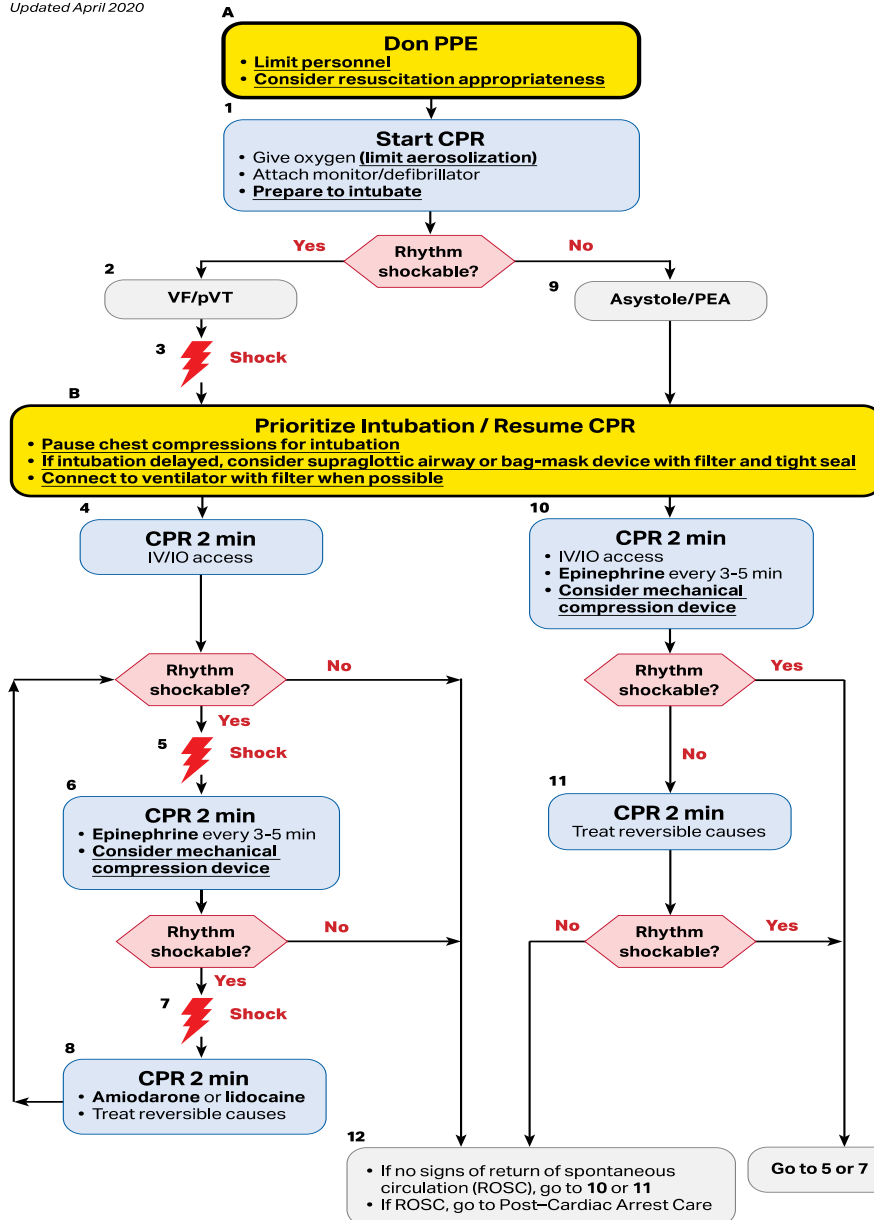 Updated April 2020
A
Don PPE
• Limit personnel
• Consider resuscitation appropriateness
1
Start CPR
• Give oxygen (limit aerosolization)
• Attach monitor/defibrillator
• Prepare to intubate
Yes
Rhythm
shockable?
No
2
VF/pVT
9
Asystole/PEA
3
Shock
B
Prioritize Intubation / Resume CPR
• Pause chest compressions for intubation
• If intubation delayed, consider supraglottic airway or bag-mask device with filter and tight seal
• Connect to ventilator with filter when possible
4
CPR 2 min
IV/IO access
10
CPR 2 min
• IV/IO access
• Epinephrine every 3-5 min
• Consider mechanical
compression device
Rhythm
shockable?
No
Yes
5
Shock
Rhythm
shockable?
Yes
No
6
CPR 2 min
• Epinephrine every 3-5 min
• Consider mechanical
compression device
11
CPR 2 min
Treat reversible causes
Rhythm
shockable?
No
Yes
7
Shock
No
Rhythm
shockable?
Yes
8
CPR 2 min
• Amiodarone or lidocaine
• Treat reversible causes
12
• If no signs of return of spontaneous
circulation (ROSC), go to 10 or 11
• If ROSC, go to Post–Cardiac Arrest Care
Go to 5 or 7